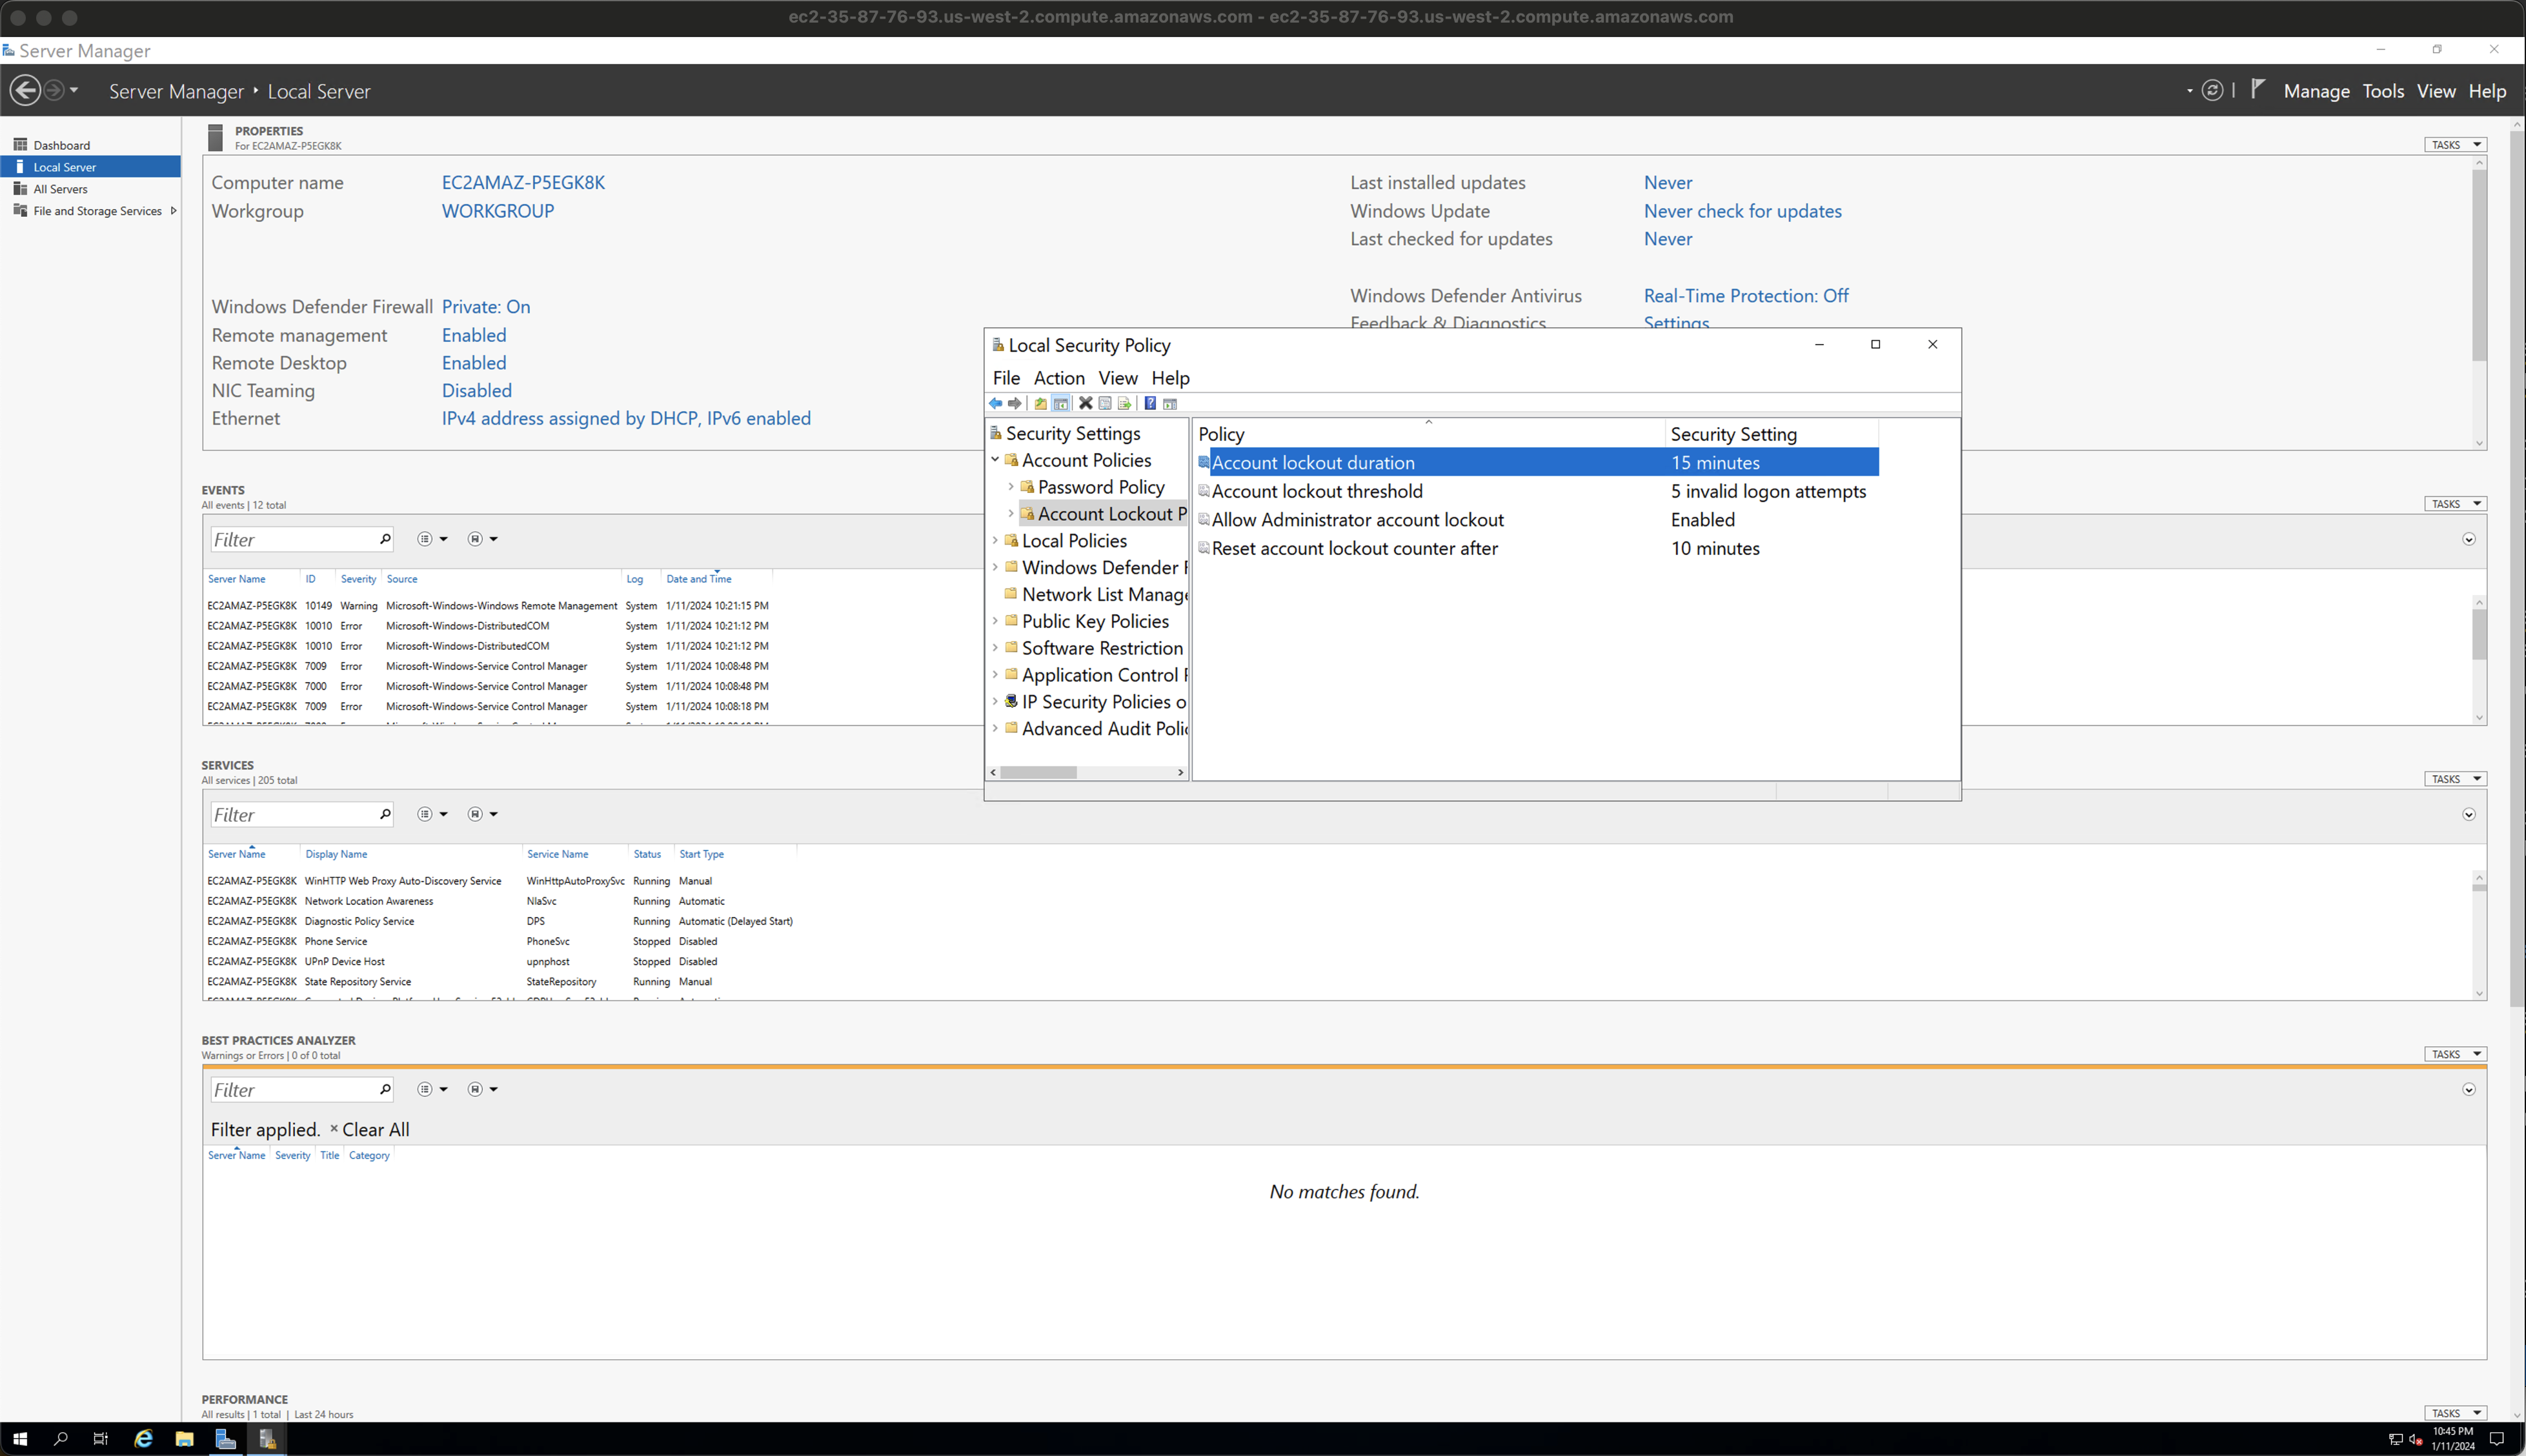 ec2-35-87-76-93.us-west-2.compute.amazonaws.com - ec2-35-87-76-93.us-west-2.compute.amazonaws.com
Server Manager
Server Manager ‣ Local Server
Manage Tools View Help
Dashboard
Local Server
All Servers
File and Storage Services
PROPERTIES
For EC2AMAZ-P5EGK8K
TASKS
Computer name EC2AMAZ-P5EGK8K
Workgroup WORKGROUP
Windows Defender Firewall Private: On
Remote management Enabled
Remote Desktop Enabled
NIC Teaming Disabled
Ethernet IPv4 address assigned by DHCP, IPv6 enabled
Last installed updates Never
Windows Update Never check for updates
Last checked for updates Never
Windows Defender Antivirus Real-Time Protection: Off
Feedback & Diagnostics Settings
EVENTS
All events | 12 total
TASKS
Filter
Server Name ID Severity Source Log Date and Time
EC2AMAZ-P5EGK8K 10149 Warning Microsoft-Windows-Windows Remote Management System 1/11/2024 10:21:15 PM
EC2AMAZ-P5EGK8K 10010 Error Microsoft-Windows-DistributedCOM System 1/11/2024 10:21:12 PM
EC2AMAZ-P5EGK8K 10010 Error Microsoft-Windows-DistributedCOM System 1/11/2024 10:21:12 PM
EC2AMAZ-P5EGK8K 7009 Error Microsoft-Windows-Service Control Manager System 1/11/2024 10:08:48 PM
EC2AMAZ-P5EGK8K 7000 Error Microsoft-Windows-Service Control Manager System 1/11/2024 10:08:48 PM
EC2AMAZ-P5EGK8K 7009 Error Microsoft-Windows-Service Control Manager System 1/11/2024 10:08:18 PM
Local Security Policy
File Action View Help
Security Settings
Account Policies
Password Policy
Account Lockout P
Local Policies
Windows Defender F
Network List Manage
Public Key Policies
Software Restriction
Application Control P
IP Security Policies o
Advanced Audit Polic
Policy Security Setting
Account lockout duration 15 minutes
Account lockout threshold 5 invalid logon attempts
Allow Administrator account lockout Enabled
Reset account lockout counter after 10 minutes
SERVICES
All services | 205 total
TASKS
Filter
Server Name Display Name Service Name Status Start Type
EC2AMAZ-P5EGK8K WinHTTP Web Proxy Auto-Discovery Service WinHttpAutoProxySvc Running Manual
EC2AMAZ-P5EGK8K Network Location Awareness NlaSvc Running Automatic
EC2AMAZ-P5EGK8K Diagnostic Policy Service DPS Running Automatic (Delayed Start)
EC2AMAZ-P5EGK8K Phone Service PhoneSvc Stopped Disabled
EC2AMAZ-P5EGK8K UPnP Device Host upnphost Stopped Disabled
EC2AMAZ-P5EGK8K State Repository Service StateRepository Running Manual
BEST PRACTICES ANALYZER
Warnings or Errors | 0 of 0 total
TASKS
Filter
Filter applied. × Clear All
Server Name Severity Title Category
No matches found.
PERFORMANCE
All results | 1 total | Last 24 hours
TASKS
10:45 PM
1/11/2024